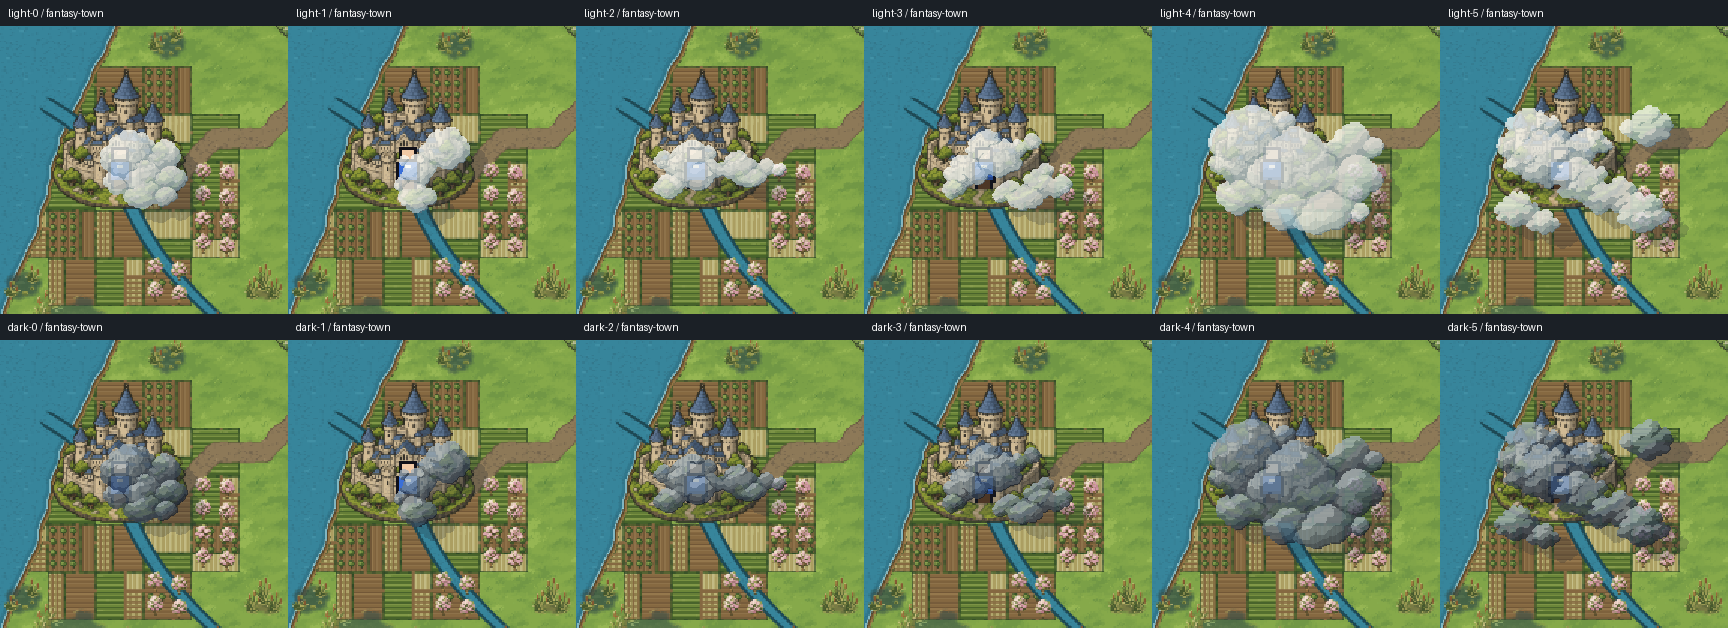 light-0 / fantasy-town
light-1 / fantasy-town
light-2 / fantasy-town
light-3 / fantasy-town
light-4 / fantasy-town
light-5 / fantasy-town
dark-0 / fantasy-town
dark-1 / fantasy-town
dark-2 / fantasy-town
dark-3 / fantasy-town
dark-4 / fantasy-town
dark-5 / fantasy-town